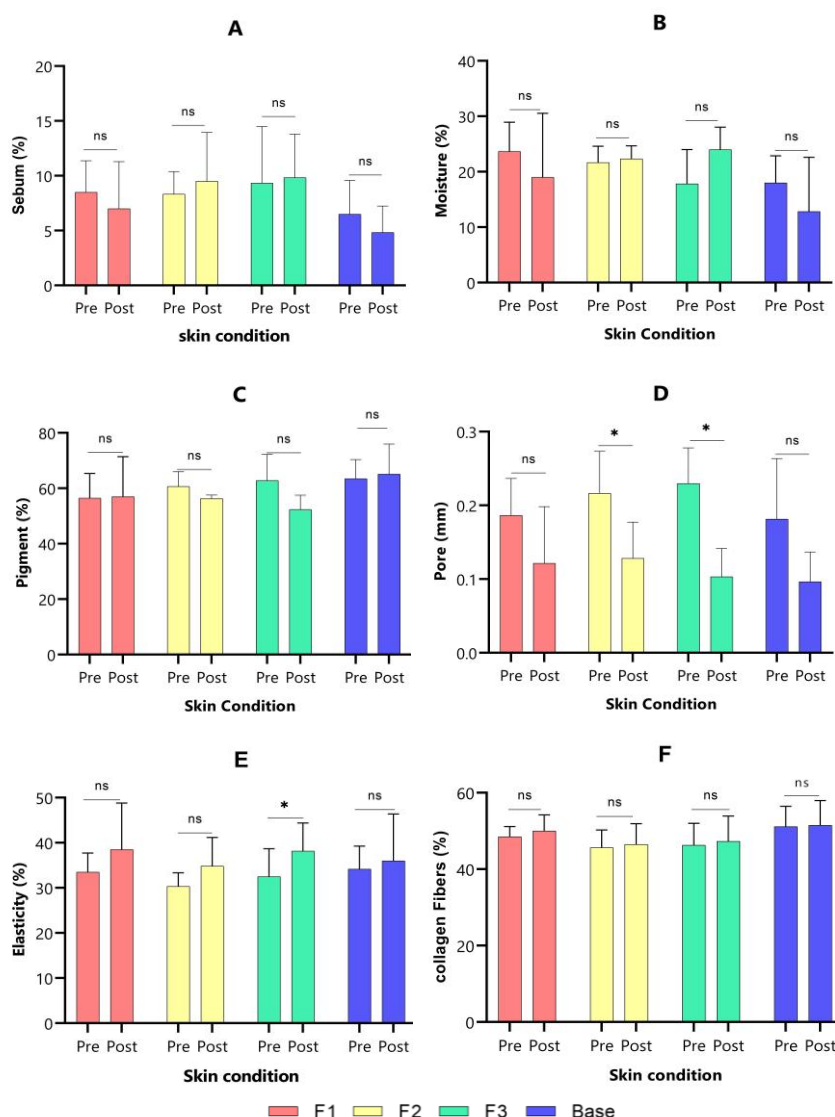 A
20
15
10
5
0
Sebum (%)
ns
ns
ns
ns
Pre Post Pre Post Pre Post Pre Post
skin condition
B
40
30
20
10
0
Moisture (%)
ns
ns
ns
ns
Pre Post Pre Post Pre Post Pre Post
Skin Condition
C
80
60
40
20
0
Pigment (%)
ns
ns
ns
ns
Pre Post Pre Post Pre Post Pre Post
Skin Condition
D
0.3
0.2
0.1
0.0
Pore (mm)
ns
*
*
ns
Pre Post Pre Post Pre Post Pre Post
Skin Condition
E
50
40
30
20
10
0
Elasticity (%)
ns
ns
*
ns
Pre Post Pre Post Pre Post Pre Post
Skin condition
F
60
40
20
0
collagen Fibers (%)
ns
ns
ns
ns
Pre Post Pre Post Pre Post Pre Post
Skin condition
F1 F2 F3 Base